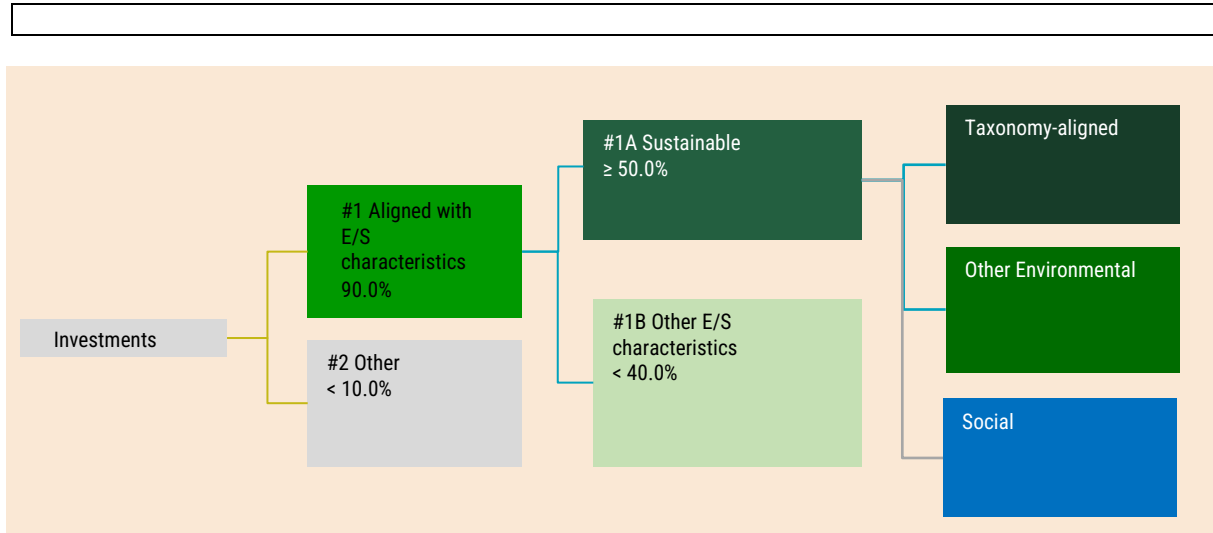 Investments
#1 Aligned with
E/S
characteristics
90.0%
#2 Other
< 10.0%
#1A Sustainable
≥ 50.0%
#1B Other E/S
characteristics
< 40.0%
Taxonomy-aligned
Other Environmental
Social